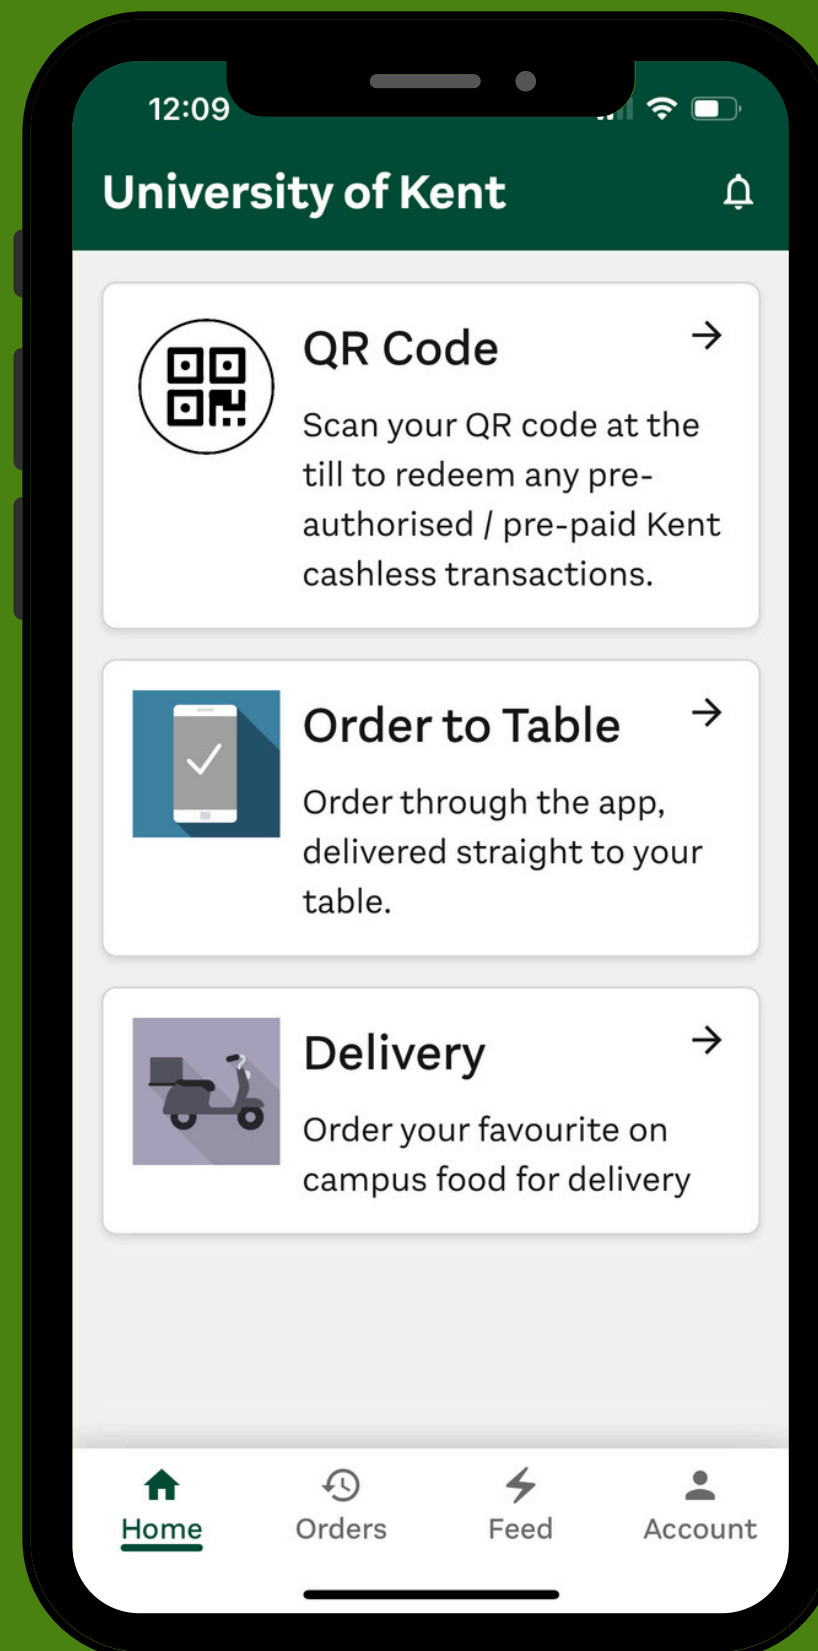 12:09
University of Kent
QR Code
Scan your QR code at the
till to redeem any pre-
authorised / pre-paid Kent
cashless transactions.
Order to Table
Order through the app,
delivered straight to your
table.
Delivery
Order your favourite on
campus food for delivery
Home
Orders
Feed
Account